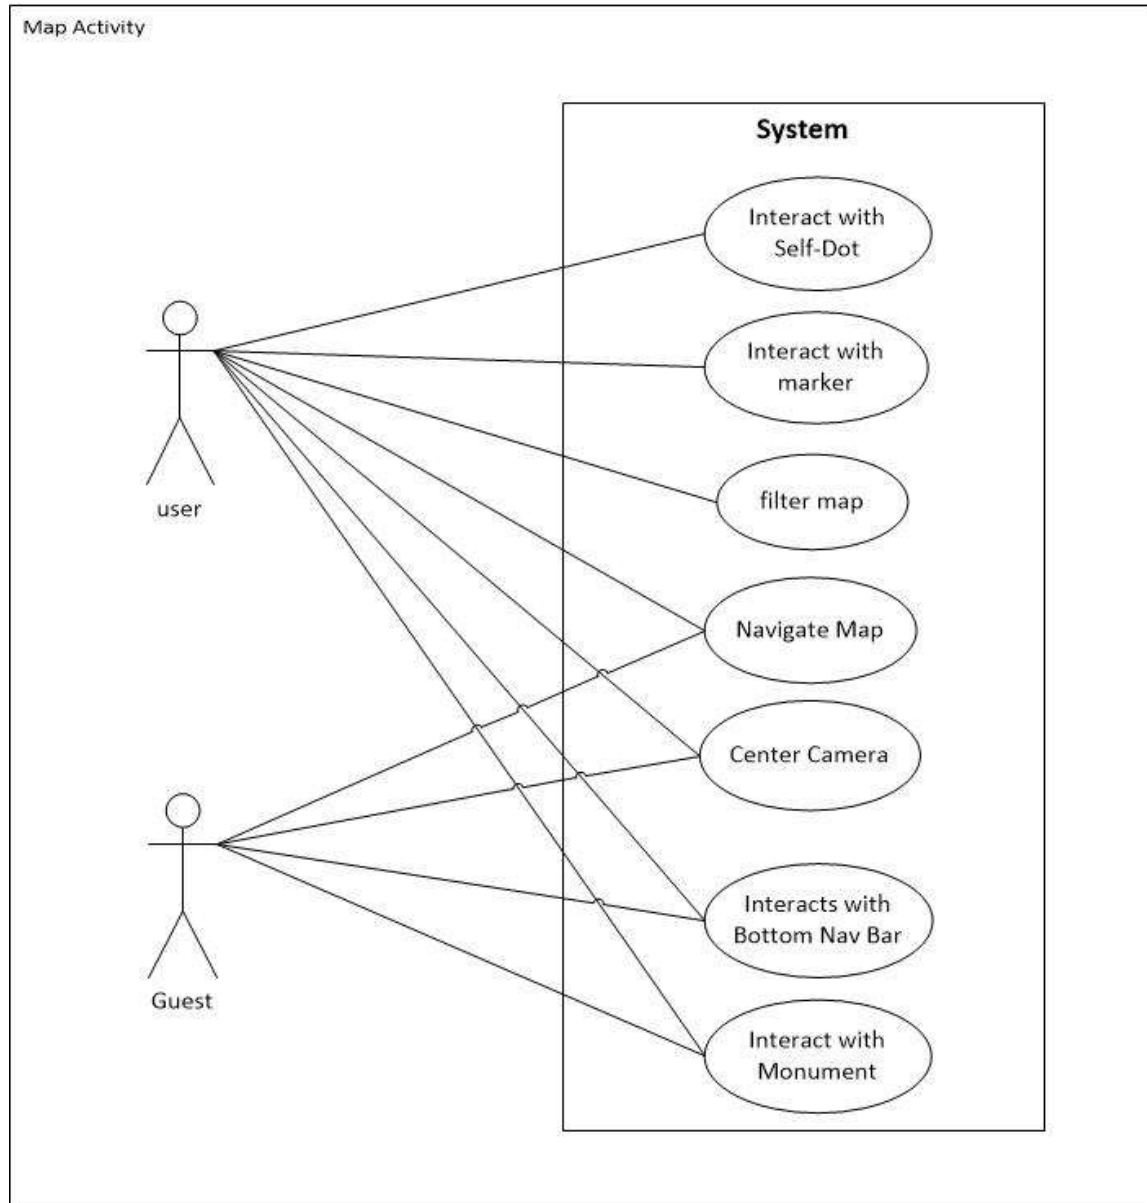 Map Activity
System
Interact with
Self-Dot
Interact with
marker
user
filter map
Navigate Map
Center Camera
Guest
Interacts with
Bottom Nav Bar
Interact with
Monument